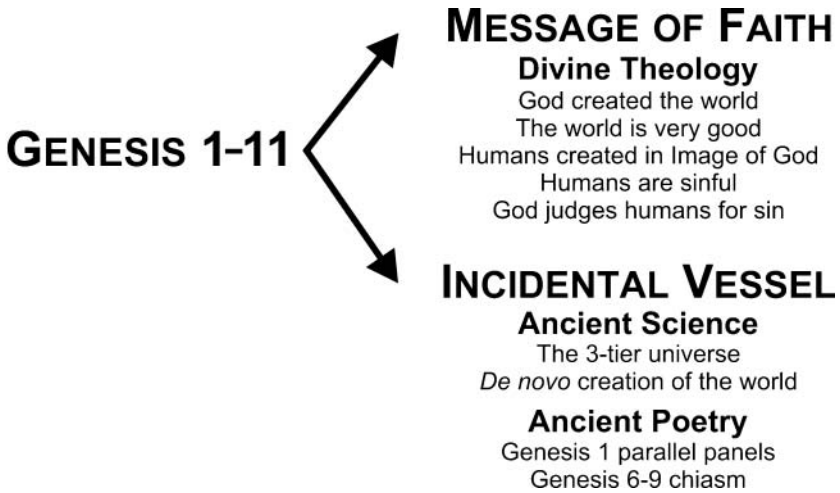 GENESIS 1–11
MESSAGE OF FAITH
Divine Theology
God created the world
The world is very good
Humans created in Image of God
Humans are sinful
God judges humans for sin
INCIDENTAL VESSEL
Ancient Science
The 3-tier universe
De novo creation of the world
Ancient Poetry
Genesis 1 parallel panels
Genesis 6-9 chiasm